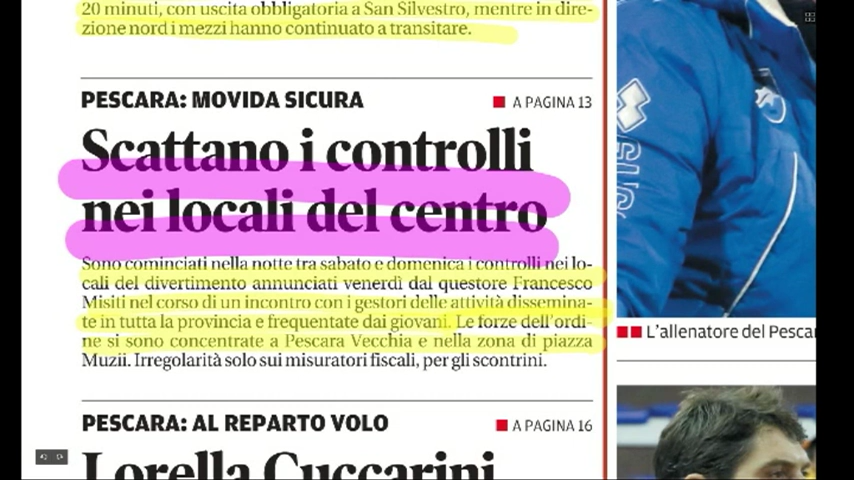 20 minuti, con uscita obbligatoria a San Silvestro, mentre in dire-
zione nord i mezzi hanno continuato a transitare.
PESCARA: MOVIDA SICURA
A PAGINA 13
Scattano i controlli
nei locali del centro
Sono cominciati nella notte tra sabato e domenica i controlli nei lo-
cali del divertimento annunciati venerdì dal questore Francesco
Misiti nel corso di un incontro con i gestori delle attività dissemina-
te in tutta la provincia e frequentate dai giovani. Le forze dell'ordi-
ne si sono concentrate a Pescara Vecchia e nella zona di piazza
Muzii. Irregolarità solo sui misuratori fiscali, per gli scontrini.
PESCARA: AL REPARTO VOLO
A PAGINA 16
Lorella Cuccarini
L'allenatore del Pescar